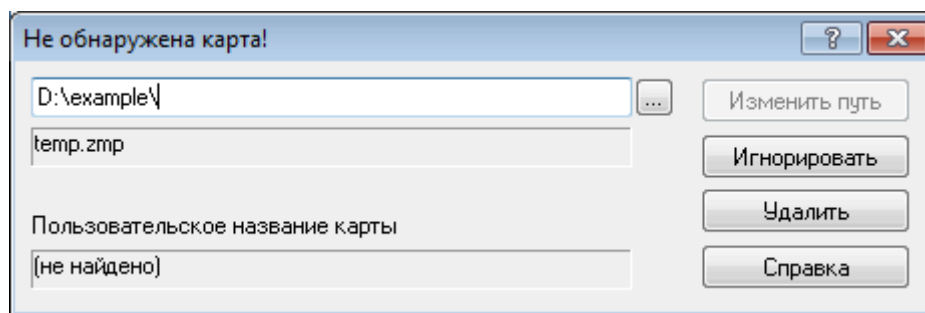 Не обнаружена карта!
D:\example\
...
Изменить путь
temp.zmp
Игнорировать
Удалить
Пользовательское название карты
(не найдено)
Справка